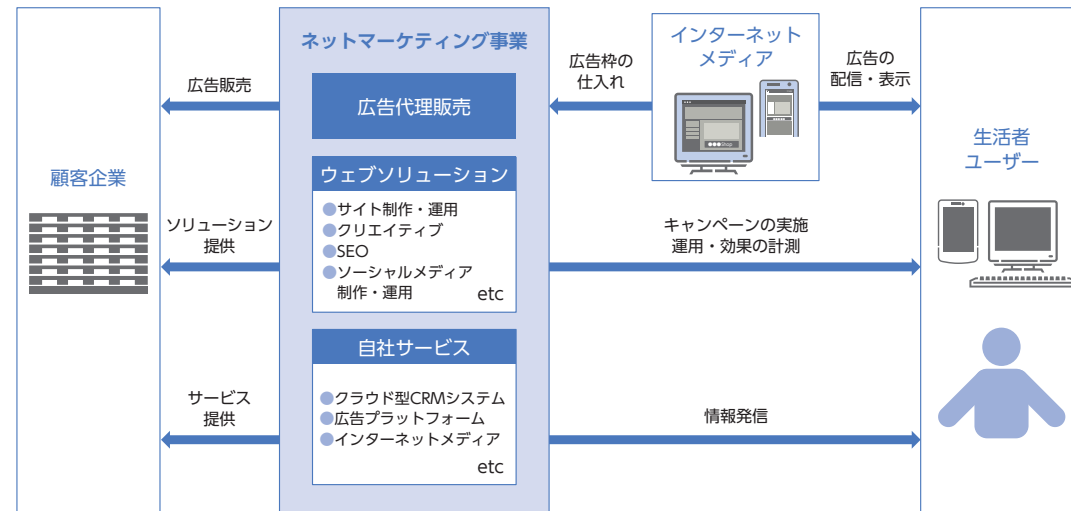 顧客企業
広告販売
ソリューション
提供
サービス
提供
ネットマーケティング事業
広告代理販売
ウェブソリューション
●サイト制作・運用
●クリエイティブ
●SEO
●ソーシャルメディア
制作・運用
etc
自社サービス
●クラウド型CRMシステム
●広告プラットフォーム
●インターネットメディア
etc
広告枠の
仕入れ
インターネット
メディア
●●●Shop
広告の
配信・表示
キャンペーンの実施
運用・効果の計測
情報発信
生活者
ユーザー